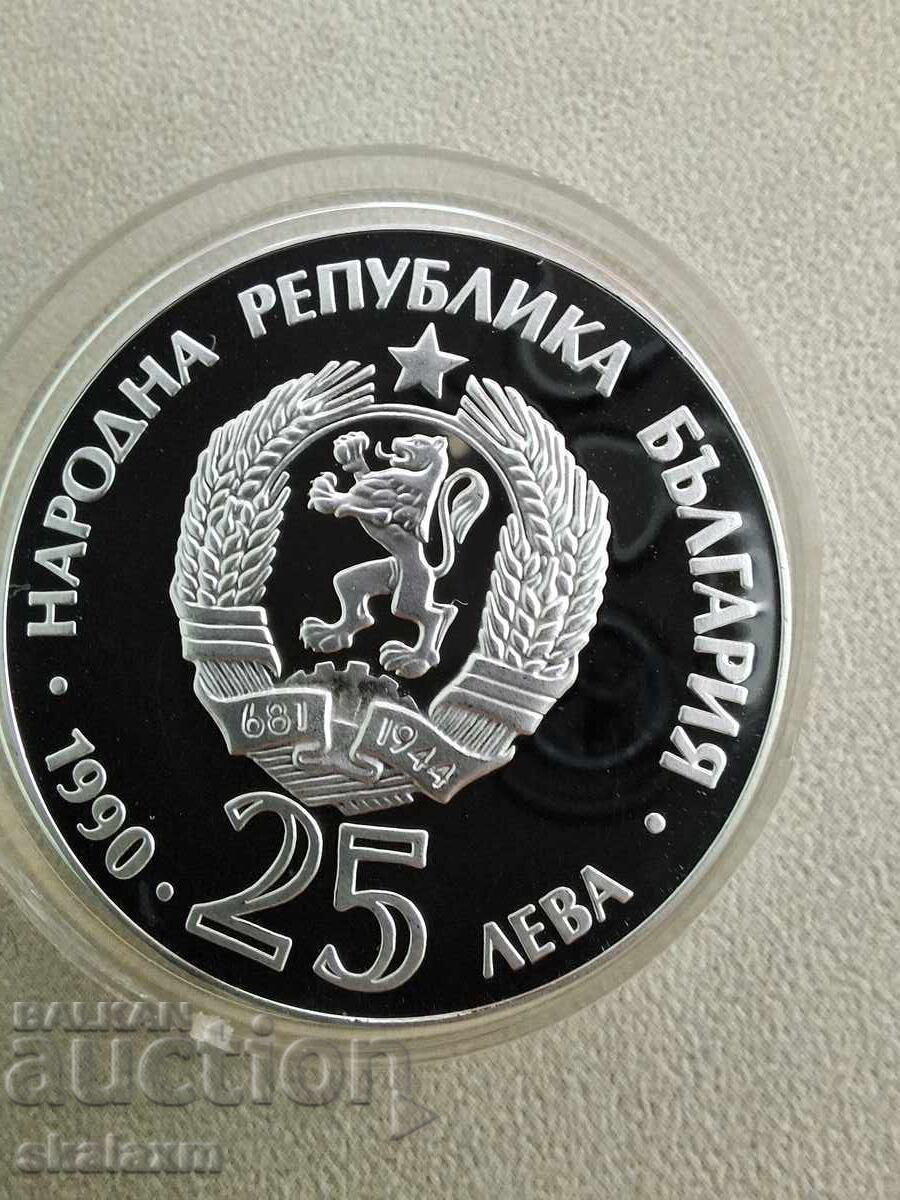 НАРОДНА РЕПУБЛИКА БЪЛГАРИЯ
681 1944
· 1990 ·
25
ЛЕВА ·
BALKAN
auction
skalaxm